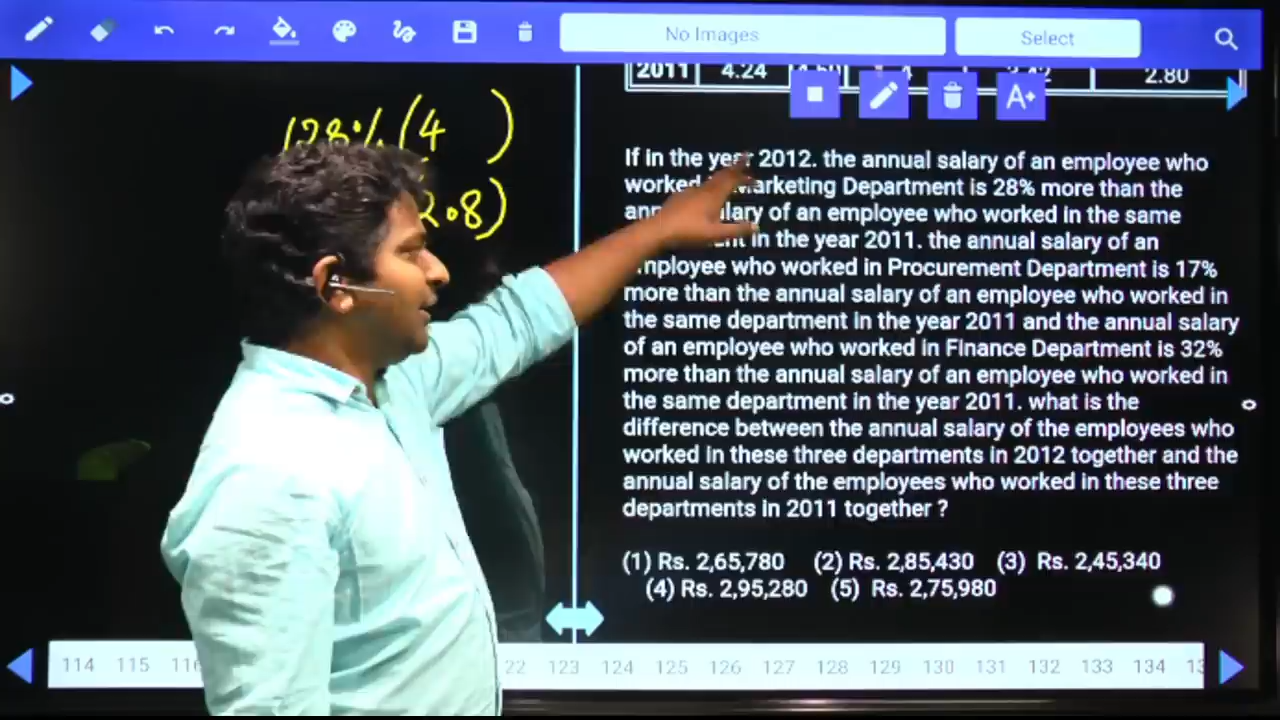 No Images
Select
2011 4.24 3.42 2.80
A+
128% (4 )
2.8)
If in the year 2012. the annual salary of an employee who
worked Marketing Department is 28% more than the
salary of an employee who worked in the same
in the year 2011. the annual salary of an
employee who worked in Procurement Department is 17%
more than the annual salary of an employee who worked in
the same department in the year 2011 and the annual salary
of an employee who worked in Finance Department is 32%
more than the annual salary of an employee who worked in
the same department in the year 2011. what is the
difference between the annual salary of the employees who
worked in these three departments in 2012 together and the
annual salary of the employees who worked in these three
departments in 2011 together ?
(1) Rs. 2,65,780 (2) Rs. 2,85,430 (3) Rs. 2,45,340
(4) Rs. 2,95,280 (5) Rs. 2,75,980
114 115 116 22 123 124 125 126 127 128 129 130 131 132 133 134